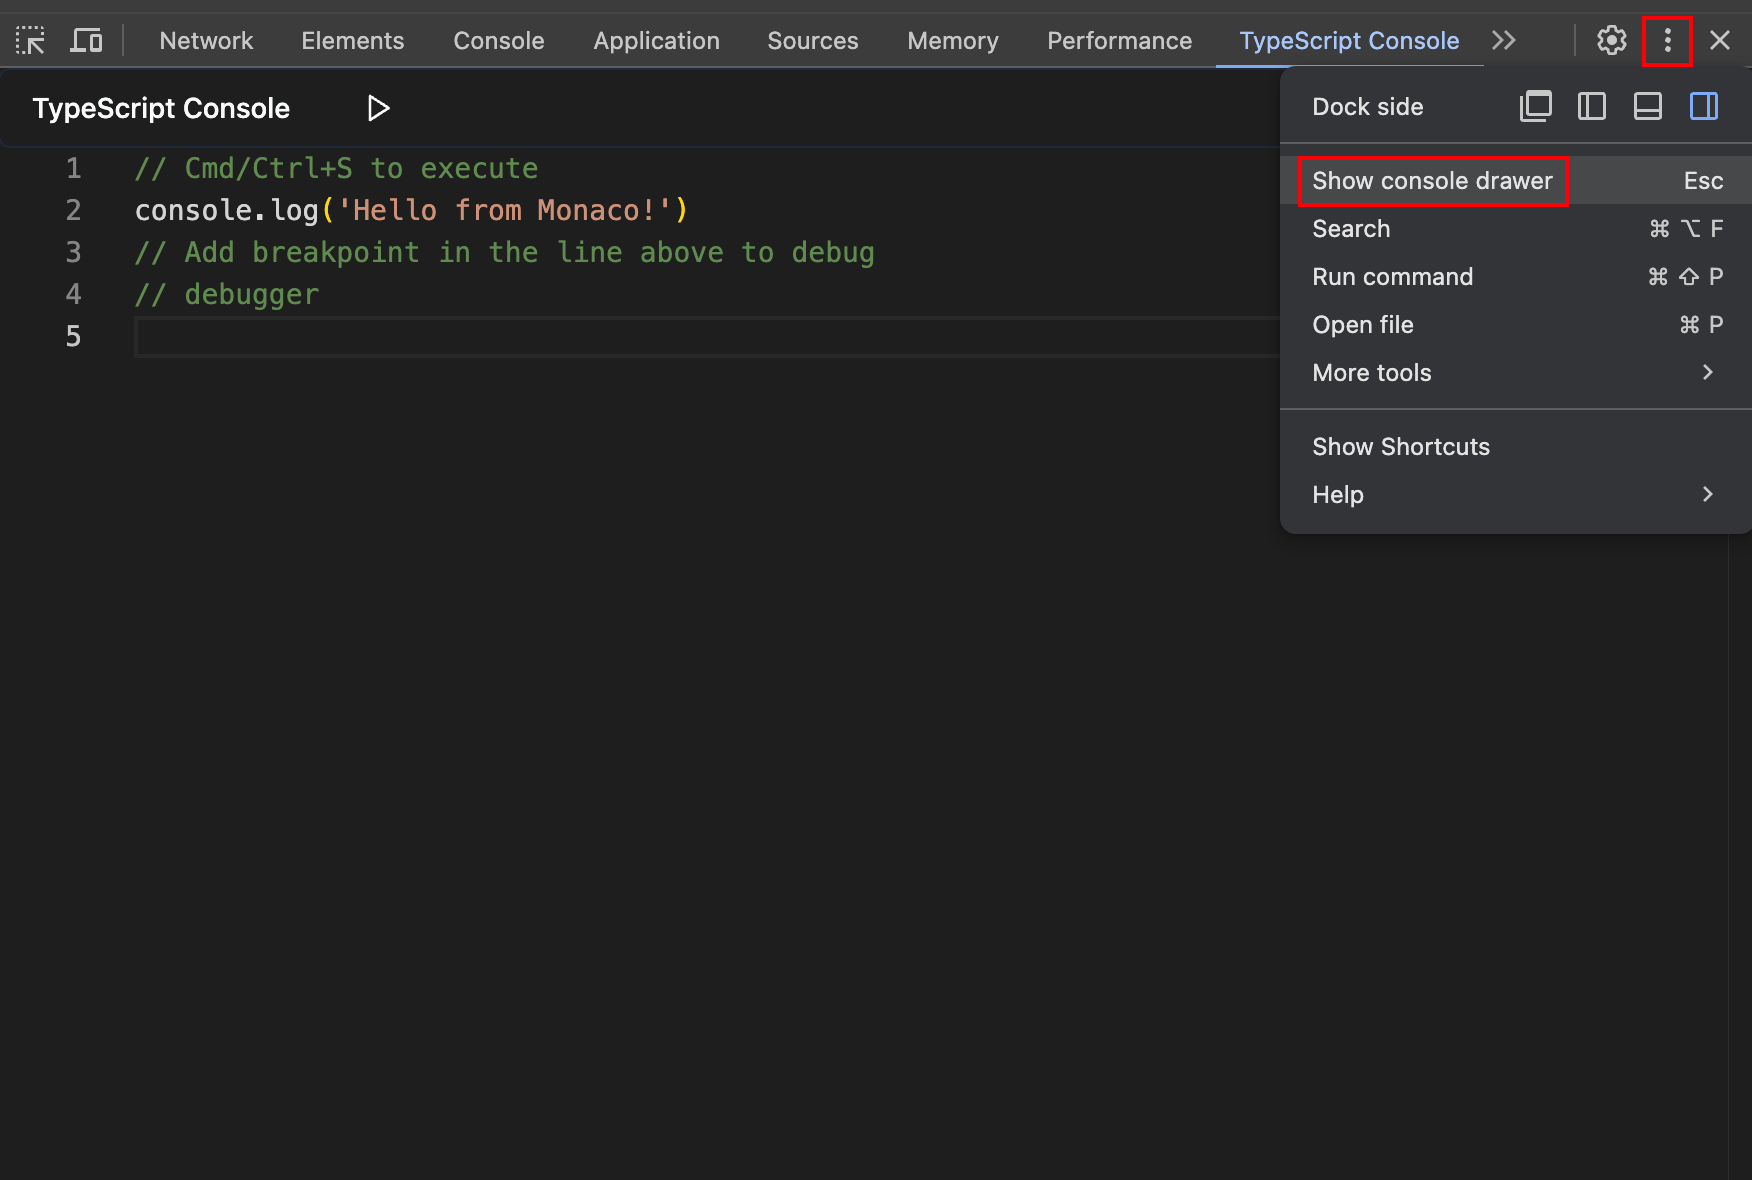 Network Elements Console Application Sources Memory Performance TypeScript Console
TypeScript Console
1 // Cmd/Ctrl+S to execute
2 console.log('Hello from Monaco!')
3 // Add breakpoint in the line above to debug
4 // debugger
5
Dock side
Show console drawer Esc
Search ⌘ ⌥ F
Run command ⌘ ⇧ P
Open file ⌘ P
More tools
Show Shortcuts
Help